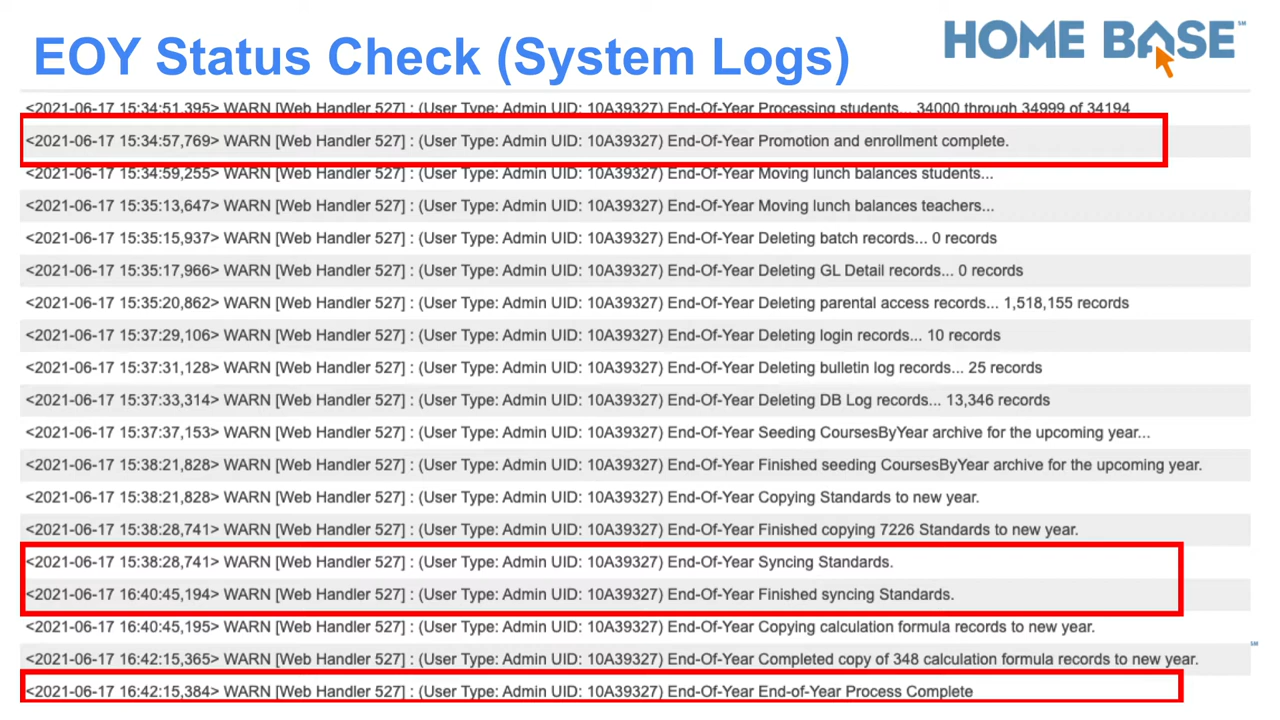 EOY Status Check (System Logs)
HOME BASE℠
<2021-06-17 15:34:51,395> WARN [Web Handler 527] : (User Type: Admin UID: 10A39327) End-Of-Year Processing students... 34000 through 34999 of 34194
<2021-06-17 15:34:57,769> WARN [Web Handler 527] : (User Type: Admin UID: 10A39327) End-Of-Year Promotion and enrollment complete.
<2021-06-17 15:34:59,255> WARN [Web Handler 527] : (User Type: Admin UID: 10A39327) End-Of-Year Moving lunch balances students...
<2021-06-17 15:35:13,647> WARN [Web Handler 527] : (User Type: Admin UID: 10A39327) End-Of-Year Moving lunch balances teachers...
<2021-06-17 15:35:15,937> WARN [Web Handler 527] : (User Type: Admin UID: 10A39327) End-Of-Year Deleting batch records... 0 records
<2021-06-17 15:35:17,966> WARN [Web Handler 527] : (User Type: Admin UID: 10A39327) End-Of-Year Deleting GL Detail records... 0 records
<2021-06-17 15:35:20,862> WARN [Web Handler 527] : (User Type: Admin UID: 10A39327) End-Of-Year Deleting parental access records... 1,518,155 records
<2021-06-17 15:37:29,106> WARN [Web Handler 527] : (User Type: Admin UID: 10A39327) End-Of-Year Deleting login records... 10 records
<2021-06-17 15:37:31,128> WARN [Web Handler 527] : (User Type: Admin UID: 10A39327) End-Of-Year Deleting bulletin log records... 25 records
<2021-06-17 15:37:33,314> WARN [Web Handler 527] : (User Type: Admin UID: 10A39327) End-Of-Year Deleting DB Log records... 13,346 records
<2021-06-17 15:37:37,153> WARN [Web Handler 527] : (User Type: Admin UID: 10A39327) End-Of-Year Seeding CoursesByYear archive for the upcoming year...
<2021-06-17 15:38:21,828> WARN [Web Handler 527] : (User Type: Admin UID: 10A39327) End-Of-Year Finished seeding CoursesByYear archive for the upcoming year.
<2021-06-17 15:38:21,828> WARN [Web Handler 527] : (User Type: Admin UID: 10A39327) End-Of-Year Copying Standards to new year.
<2021-06-17 15:38:28,741> WARN [Web Handler 527] : (User Type: Admin UID: 10A39327) End-Of-Year Finished copying 7226 Standards to new year.
<2021-06-17 15:38:28,741> WARN [Web Handler 527] : (User Type: Admin UID: 10A39327) End-Of-Year Syncing Standards.
<2021-06-17 16:40:45,194> WARN [Web Handler 527] : (User Type: Admin UID: 10A39327) End-Of-Year Finished syncing Standards.
<2021-06-17 16:40:45,195> WARN [Web Handler 527] : (User Type: Admin UID: 10A39327) End-Of-Year Copying calculation formula records to new year.
℠
<2021-06-17 16:42:15,365> WARN [Web Handler 527] : (User Type: Admin UID: 10A39327) End-Of-Year Completed copy of 348 calculation formula records to new year.
<2021-06-17 16:42:15,384> WARN [Web Handler 527] : (User Type: Admin UID: 10A39327) End-Of-Year End-of-Year Process Complete